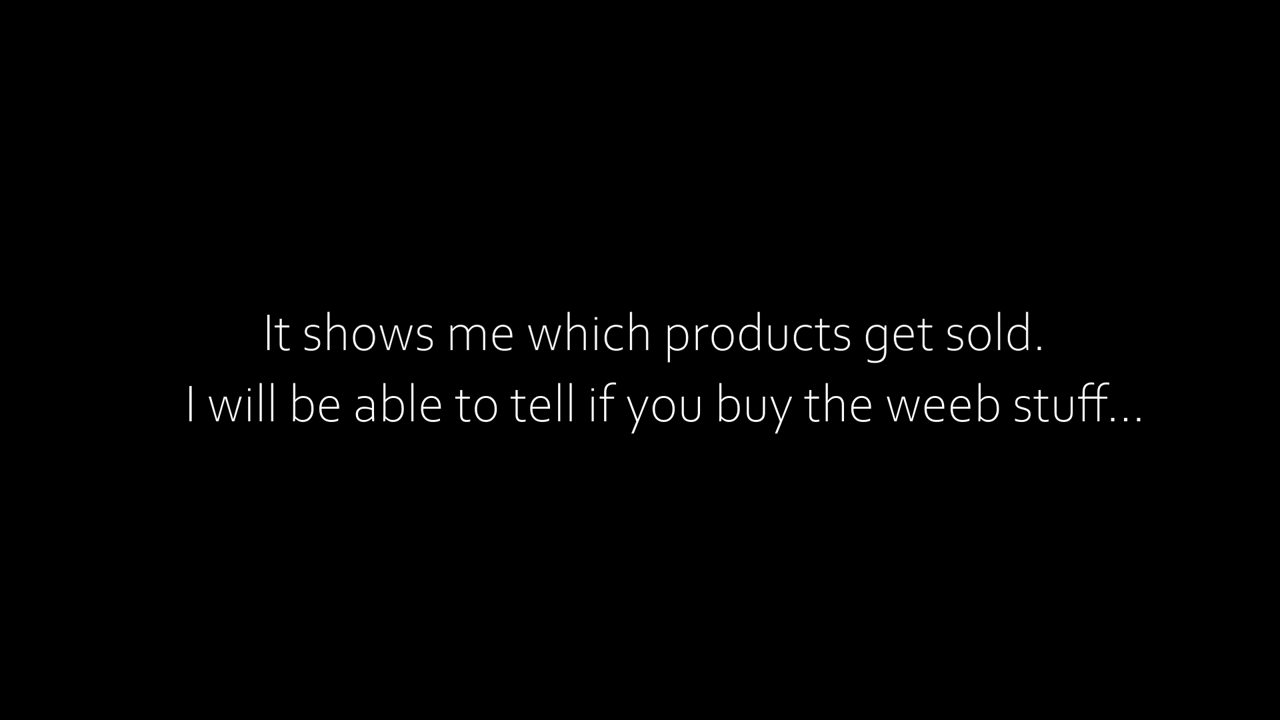 It shows me which products get sold.
I will be able to tell if you buy the weeb stuff...